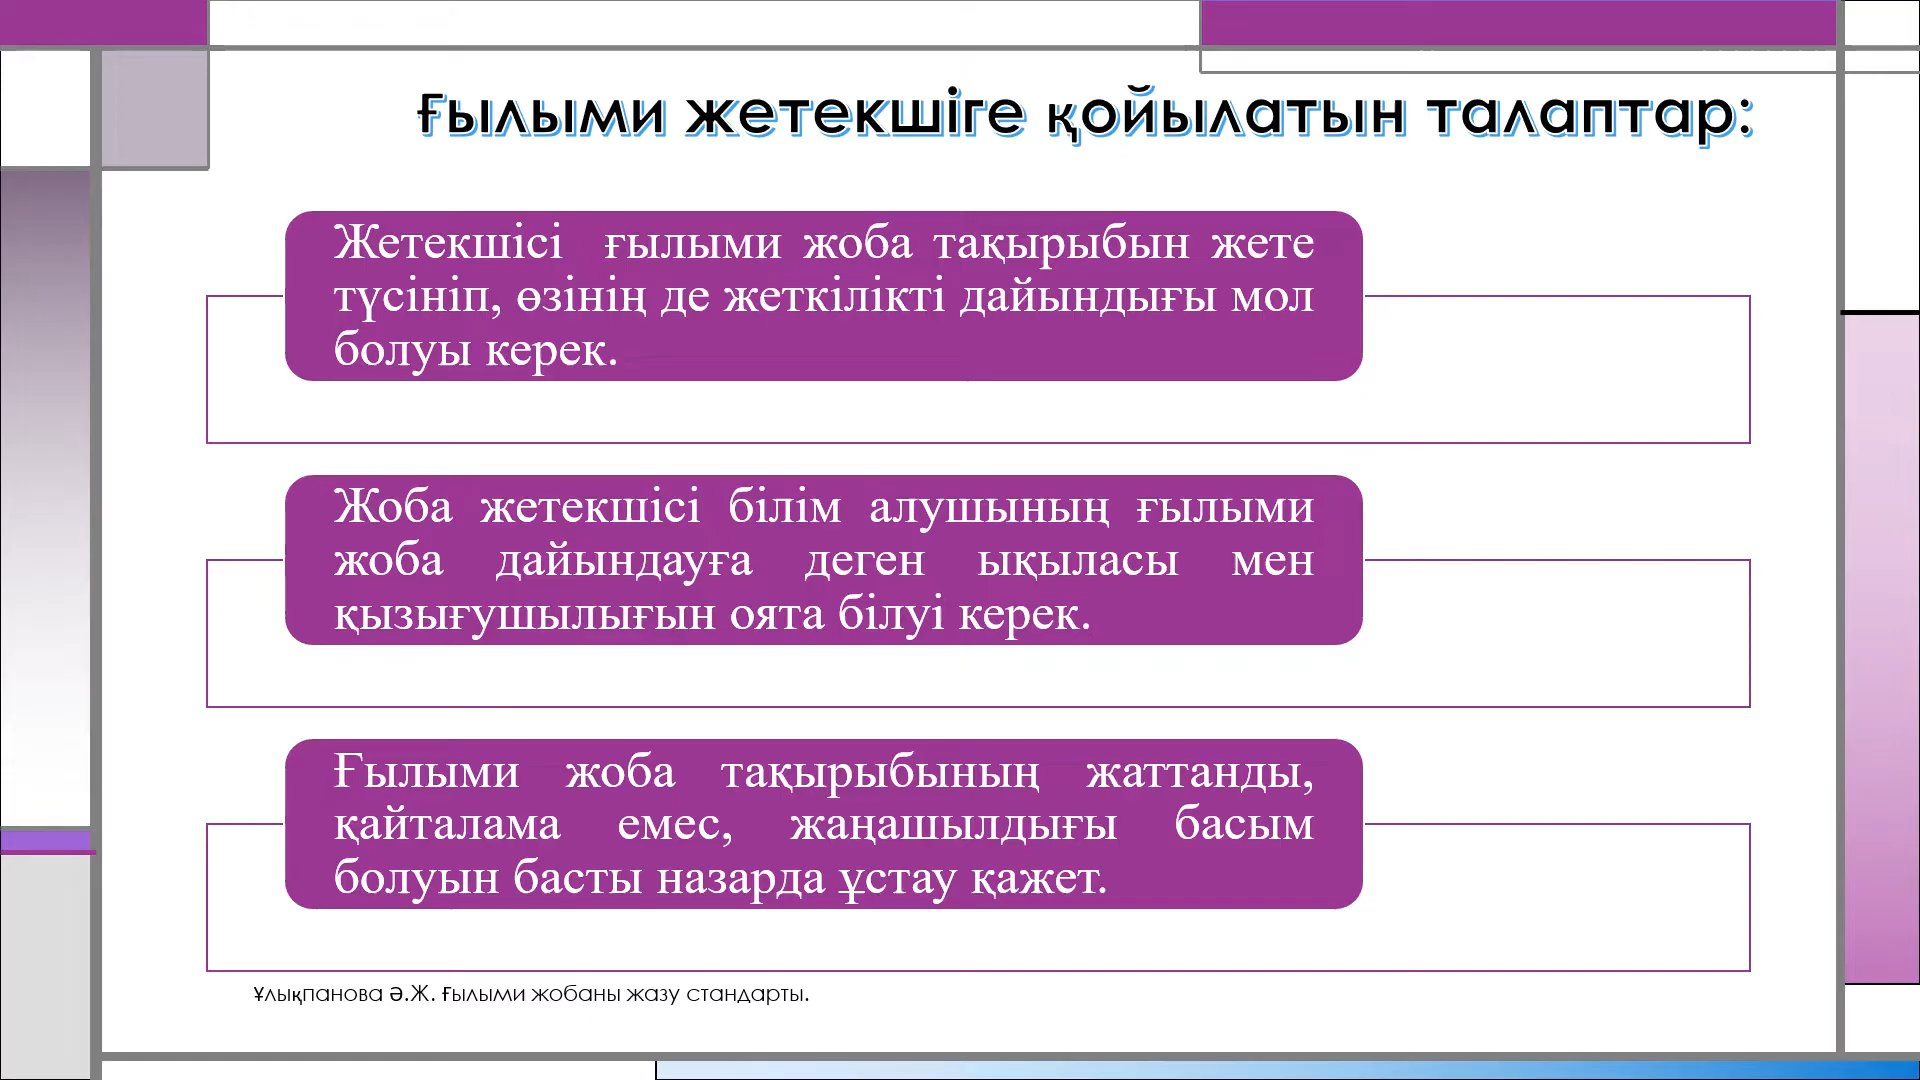 ғылыми жетекшіге қойылатын талаптар:
Жетекшісі ғылыми жоба тақырыбын жете
түсініп, өзінің де жеткілікті дайындығы мол
болуы керек.
Жоба жетекшісі білім алушының ғылыми
жоба дайындауға деген ықыласы мен
қызығушылығын оята білуі керек.
Ғылыми жоба тақырыбының жаттанды,
қайталама емес, жаңашылдығы басым
болуын басты назарда ұстау қажет.
Ұлықпанова Ә.Ж. Ғылыми жобаны жазу стандарты.